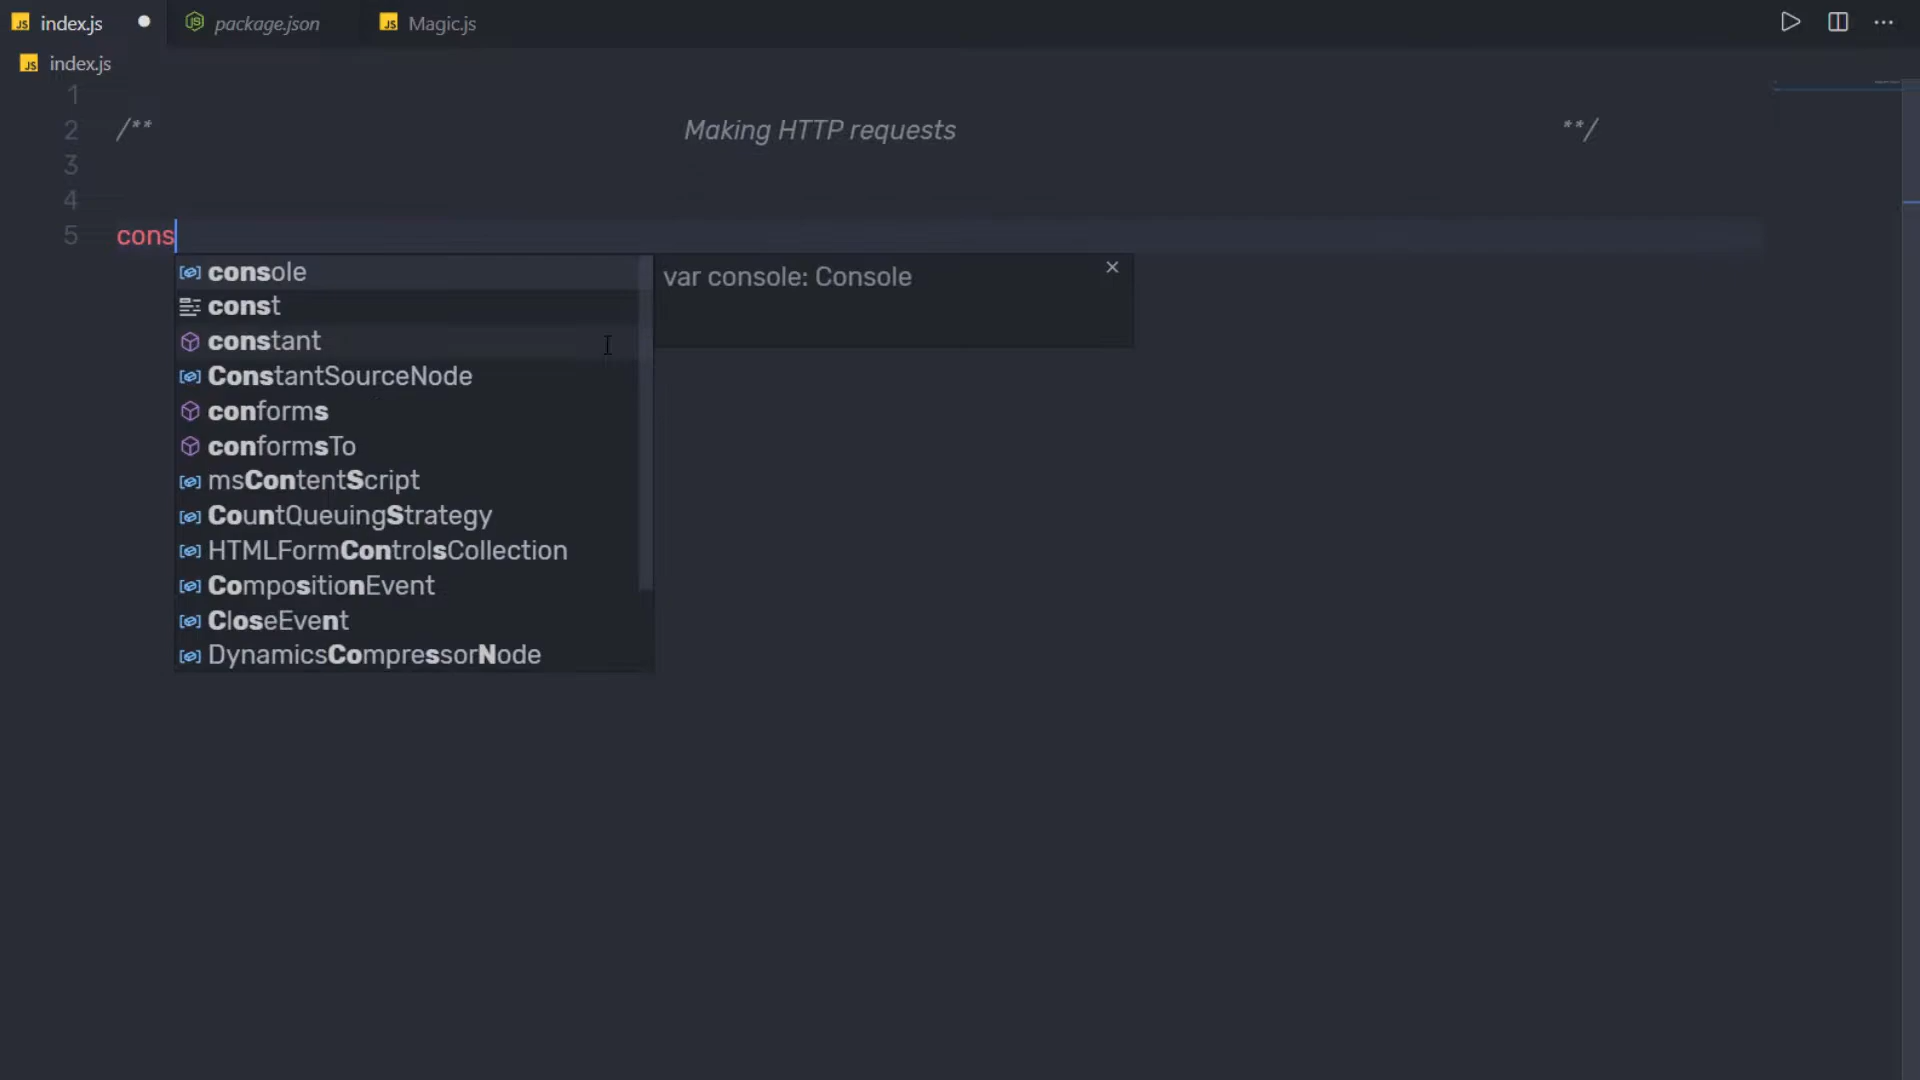 index.js
package.json
Magic.js
index.js
1
2 /** Making HTTP requests **/
3
4
5 cons
console
var console: Console
const
constant
ConstantSourceNode
conforms
conformsTo
msContentScript
CountQueuingStrategy
HTMLFormControlsCollection
CompositionEvent
CloseEvent
DynamicsCompressorNode